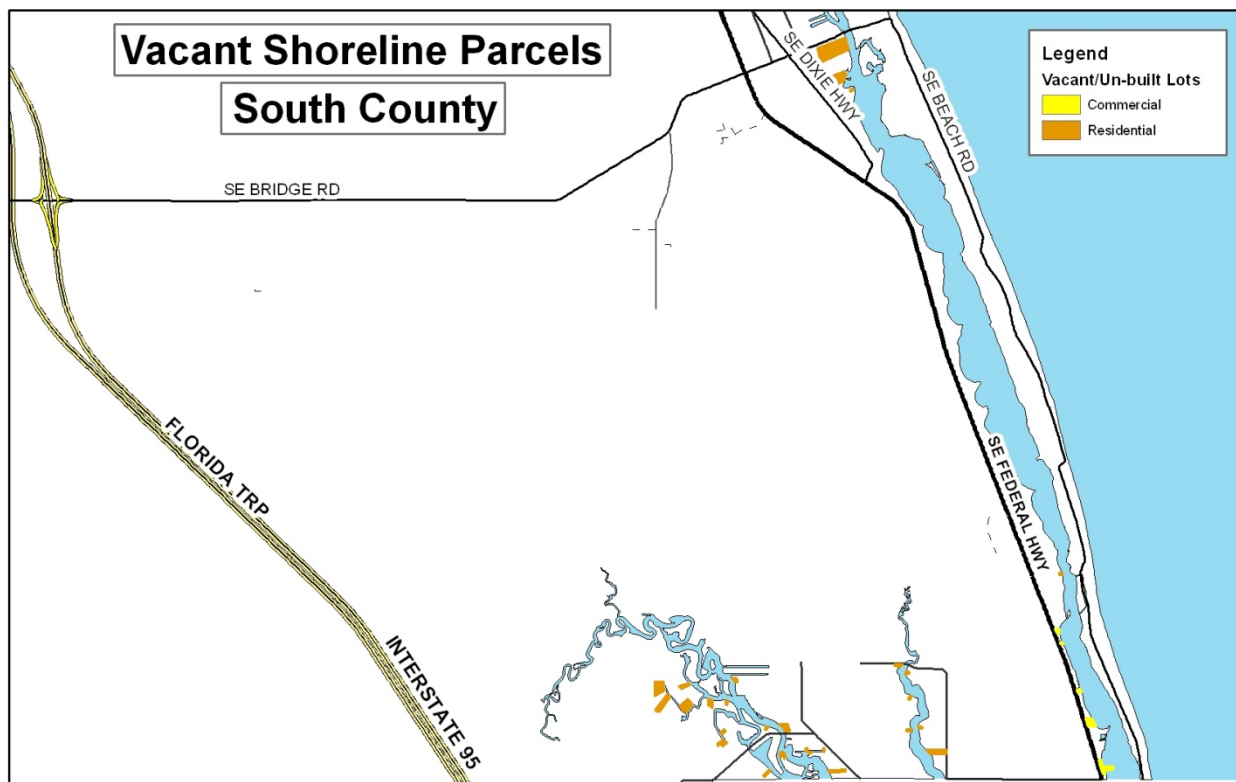 Vacant Shoreline Parcels
South County
Legend
Vacant/Un-built Lots
Commercial
Residential
SE DIXIE HWY
SE BEACH RD
SE BRIDGE RD
FLORIDA TRP
SE FEDERAL HWY
INTERSTATE 95